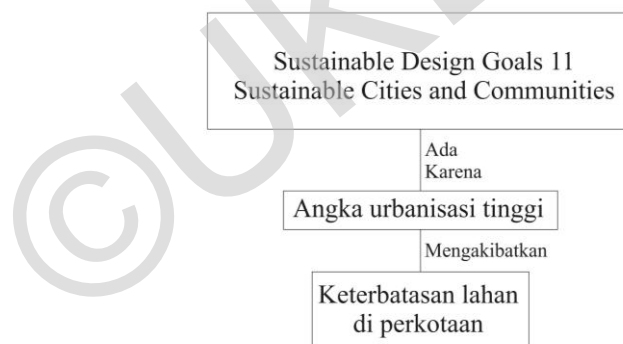 Sustainable Design Goals 11
Sustainable Cities and Communities
Ada
Karena
Angka urbanisasi tinggi
Mengakibatkan
Keterbatasan lahan
di perkotaan